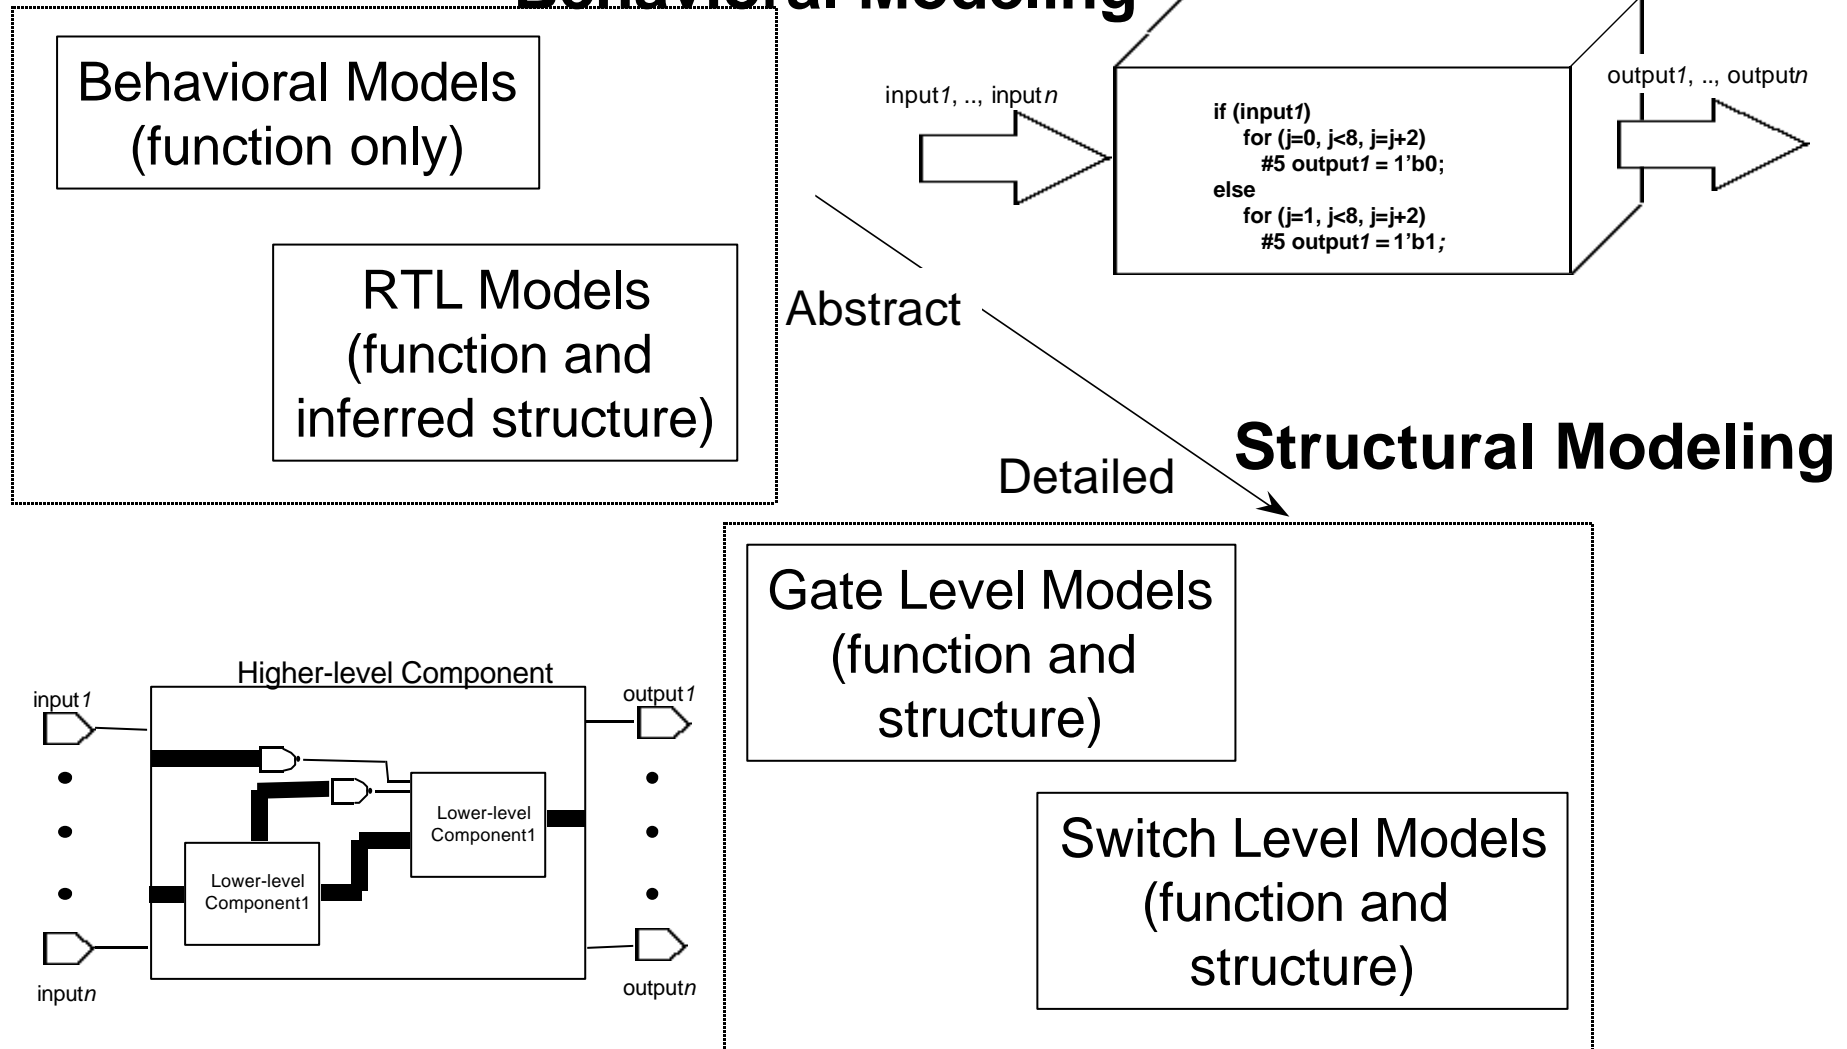 Behavioral Modeling
Behavioral Models
(function only)
RTL Models
(function and
inferred structure)
input1, .., inputn
if (input1)
for (j=0, j<8, j=j+2)
#5 output1 = 1’b0;
else
for (j=1, j<8, j=j+2)
#5 output1 = 1’b1;
output1, .., outputn
Abstract
Detailed
Structural Modeling
Gate Level Models
(function and
structure)
Switch Level Models
(function and
structure)
Higher-level Component
input1
output1
Lower-level
Component1
Lower-level
Component1
inputn
outputn